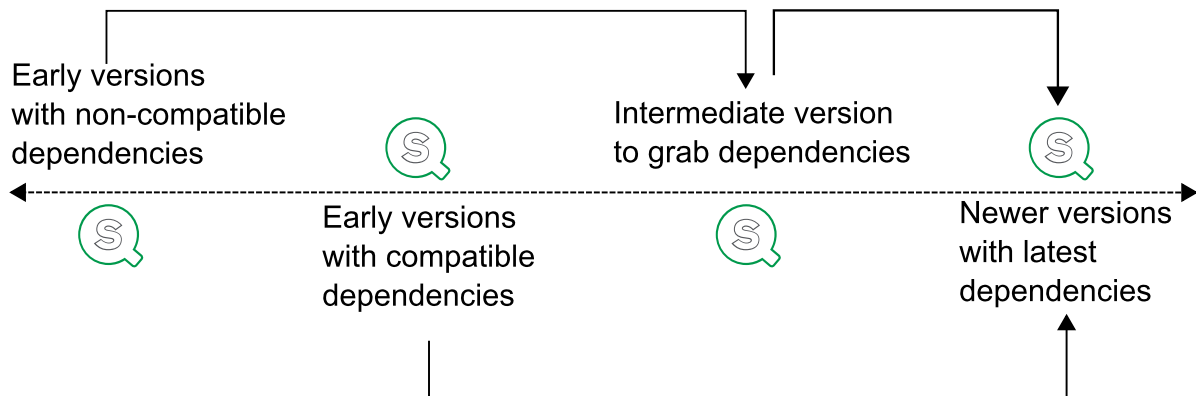 Early versions
with non-compatible
dependencies
S
Early versions
with compatible
dependencies
S
Intermediate version
to grab dependencies
S
Newer versions
with latest
dependencies
S